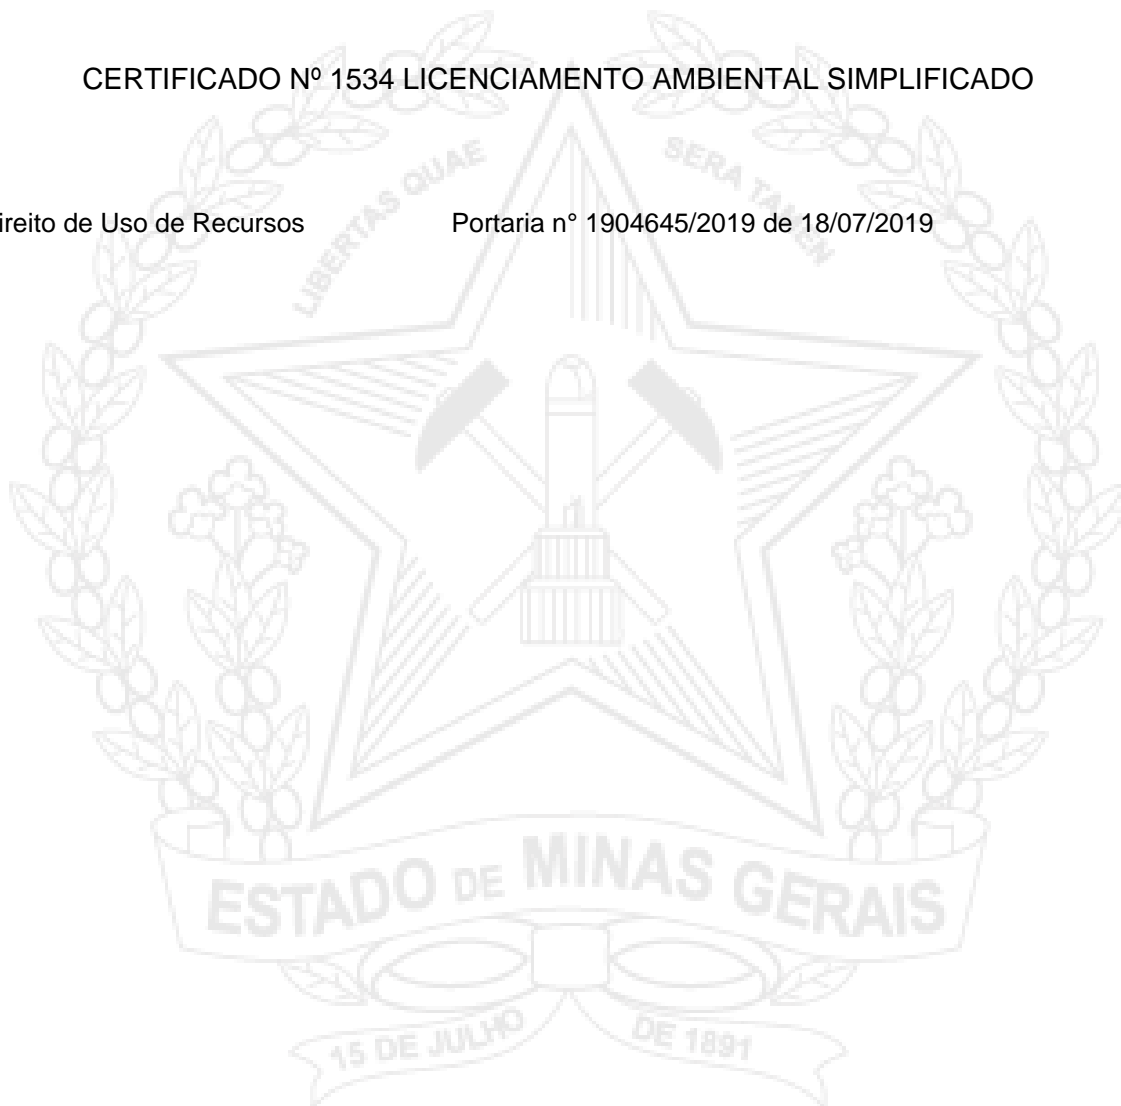 CERTIFICADO Nº 1534 LICENCIAMENTO AMBIENTAL SIMPLIFICADO
LIBERTAS QUAE SERA TAMEN
ireito de Uso de Recursos Portaria n° 1904645/2019 de 18/07/2019
ESTADO DE MINAS GERAIS
15 DE JULHO DE 1891